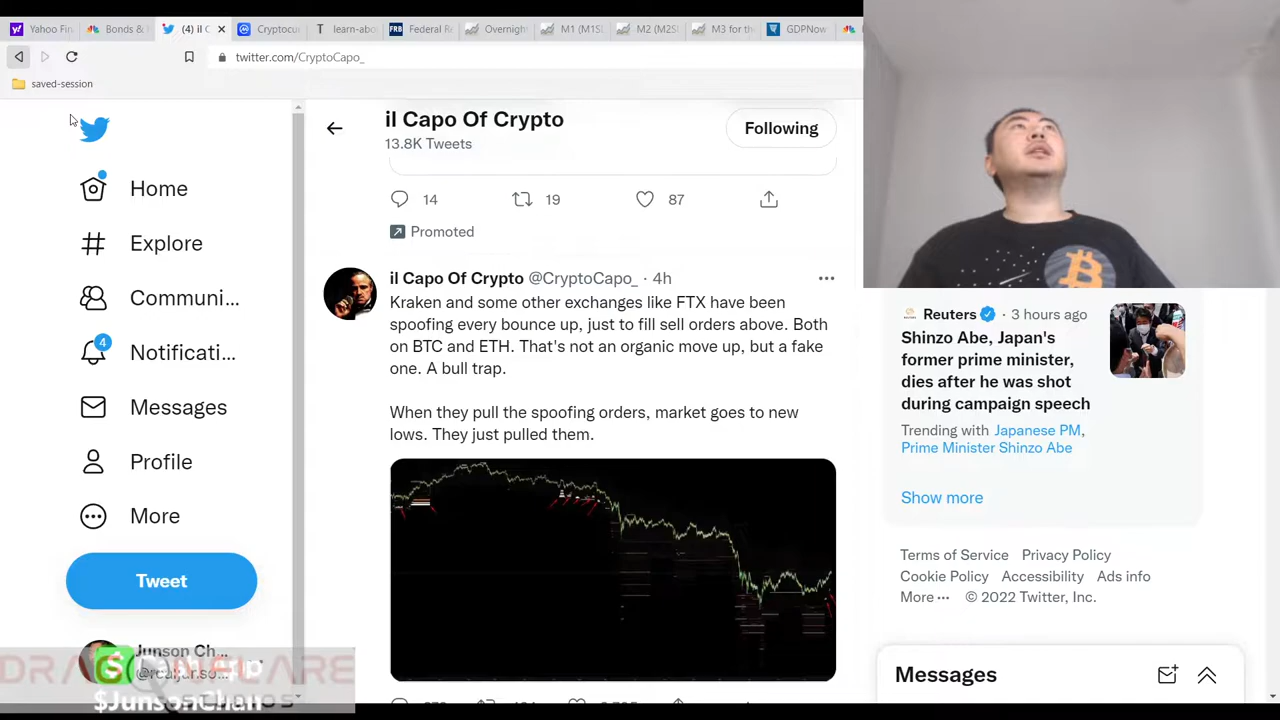 Yahoo Fin
Bonds &
(4) il C
Cryptocur
learn-abo
Federal R
Overnight
M1 (M1SL
M2 (M2S
M3 for th
GDPNow
twitter.com/CryptoCapo_
saved-session
il Capo Of Crypto
13.8K Tweets
Following
Home
Explore
Communi...
4
Notificati...
Messages
Profile
More
Tweet
Junson Ch...
$JunsonChan
14
19
87
Promoted
il Capo Of Crypto @CryptoCapo_ · 4h
Kraken and some other exchanges like FTX have been
spoofing every bounce up, just to fill sell orders above. Both
on BTC and ETH. That's not an organic move up, but a fake
one. A bull trap.
When they pull the spoofing orders, market goes to new
lows. They just pulled them.
Reuters · 3 hours ago
Shinzo Abe, Japan's
former prime minister,
dies after he was shot
during campaign speech
Trending with Japanese PM,
Prime Minister Shinzo Abe
Show more
Terms of Service Privacy Policy
Cookie Policy Accessibility Ads info
More ··· © 2022 Twitter, Inc.
Messages